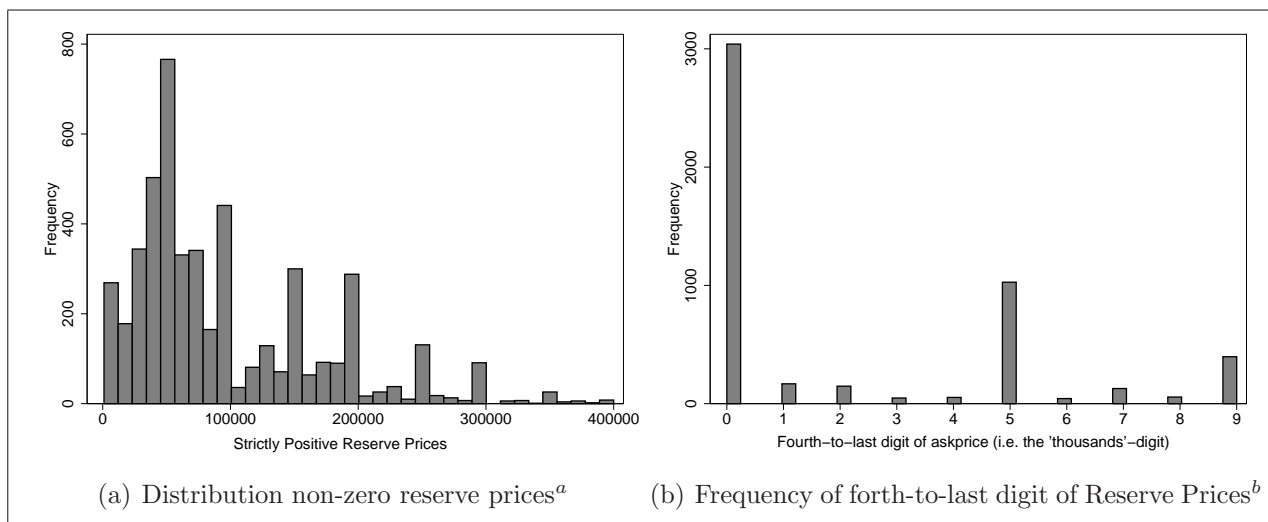 0 200 400 600 800
Frequency
0 100000 200000 300000 400000
Strictly Positive Reserve Prices
(a) Distribution non-zero reserve pricesᵃ
0 1000 2000 3000
Frequency
0 1 2 3 4 5 6 7 8 9
Fourth−to−last digit of askprice (i.e. the 'thousands'−digit)
(b) Frequency of forth-to-last digit of Reserve Pricesᵇ